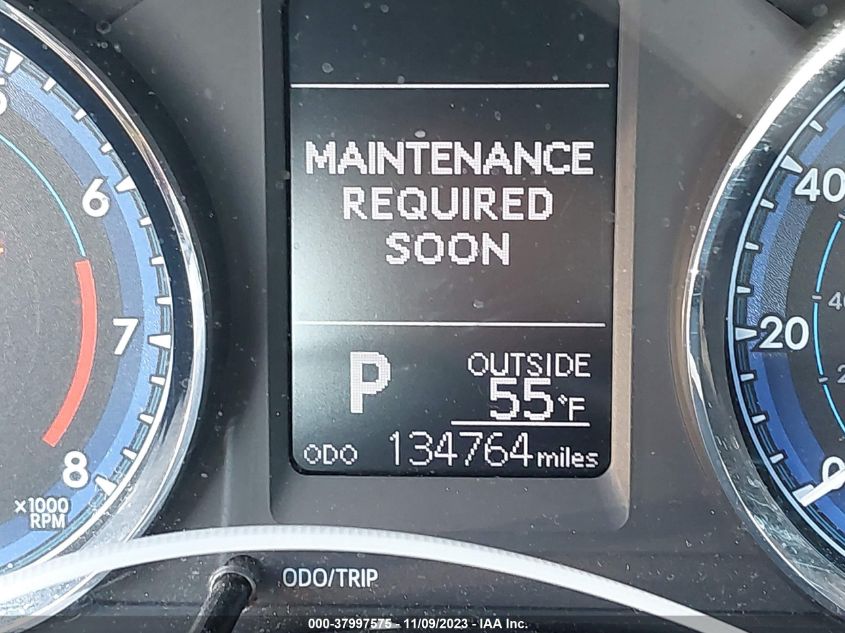 MAINTENANCE
REQUIRED
SOON
P
OUTSIDE
55°F
ODO 134764 miles
6
7
8
×1000
RPM
40
20
0
ODO/TRIP
000-37997575 - 11/09/2023 - IAA Inc.